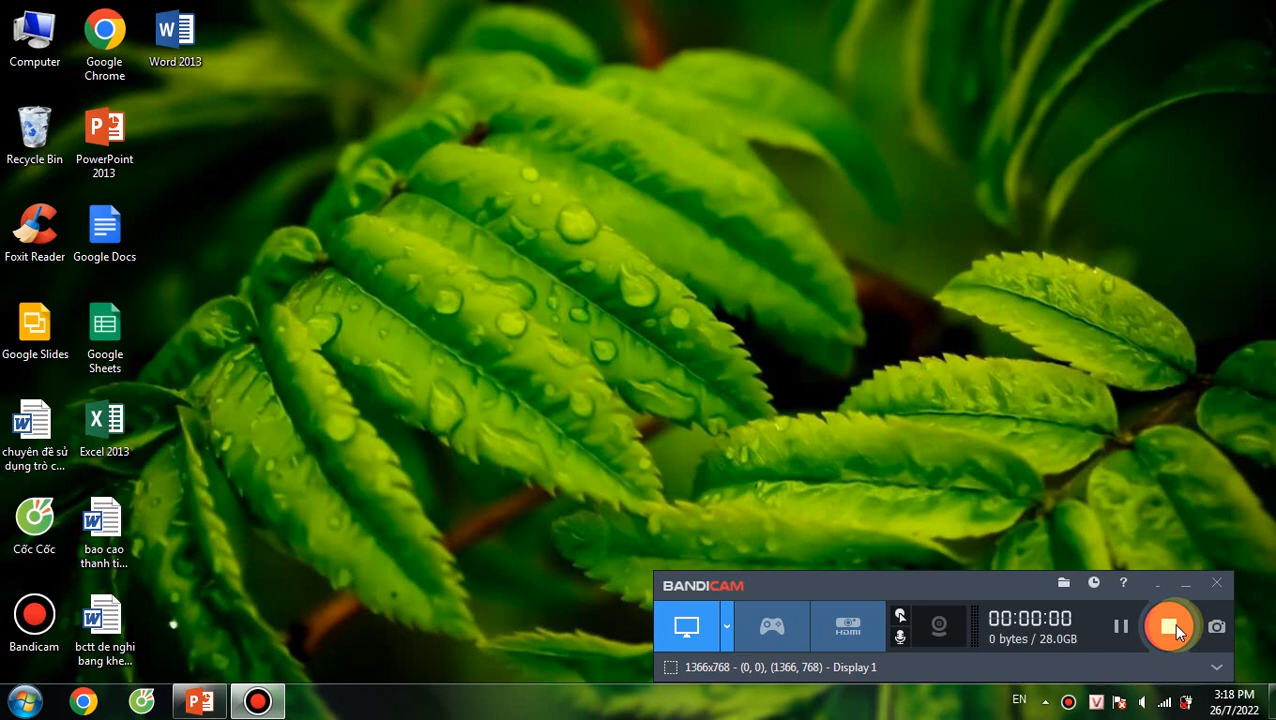 Computer
Google
Chrome
Word 2013
Recycle Bin
PowerPoint
2013
Foxit Reader
Google Docs
Google Slides
Google
Sheets
chuyên đề sử
dụng trò c...
Excel 2013
Cốc Cốc
bao cao
thanh ti...
Bandicam
bctt de nghi
bang khe...
BANDICAM
?
HDMI
00:00:00
0 bytes / 28.0GB
1366x768 - (0, 0), (1366, 768) - Display 1
EN
V
3:18 PM
26/7/2022